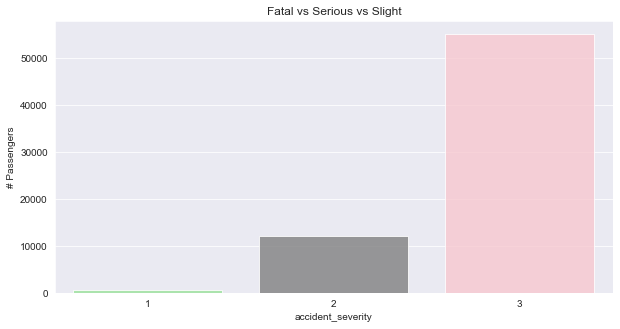 Fatal vs Serious vs Slight
# Passengers
50000
40000
30000
20000
10000
0
1 2 3
accident_severity